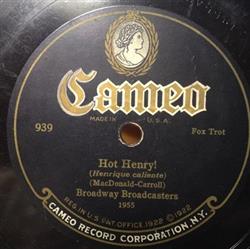 Cameo
MADE IN U.S.A.
939
Fox Trot
Hot Henry!
(Henrique caliente)
(MacDonald-Carroll)
Broadway Broadcasters
1955
REG. IN U.S. PAT. OFFICE, 1922 © 1922
CAMEO RECORD CORPORATION, N.Y.